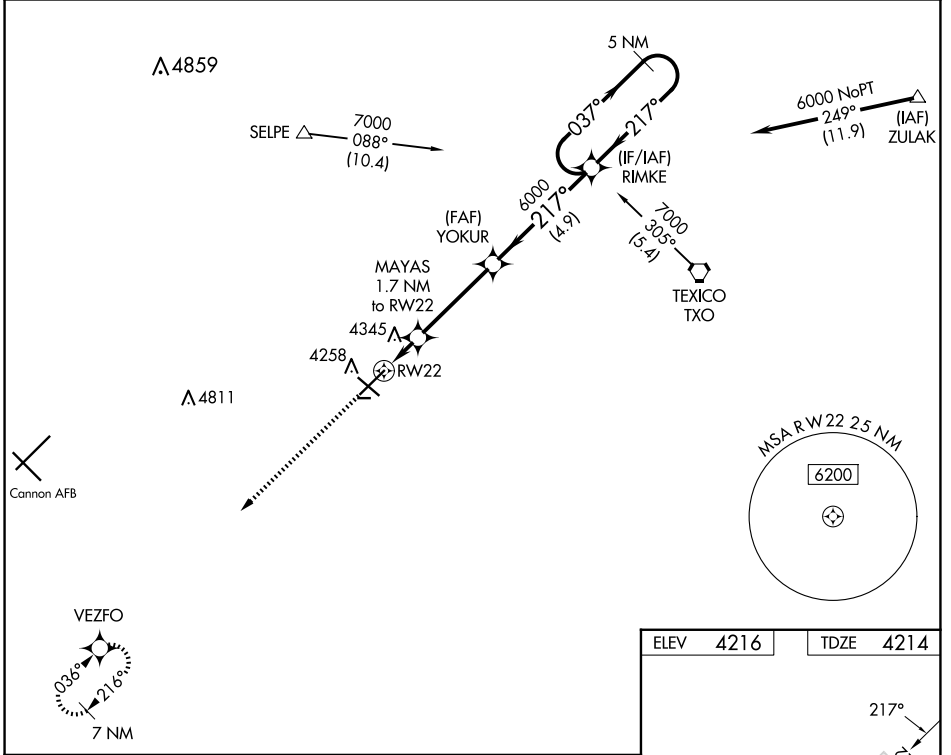 4859
5 NM
037°
217°
6000 NoPT
249°
(11.9)
(IAF)
ZULAK
SELPE
7000
088°
(10.4)
(IF/IAF)
RIMKE
6000
217°
(4.9)
(FAF)
YOKUR
7000
305°
(5.4)
MAYAS
1.7 NM
to RW22
TEXICO
TXO
4345
4258
RW22
4811
MSA RW22 25 NM
6200
Cannon AFB
VEZFO
036°
216°
7 NM
ELEV 4216
TDZE 4214
217°